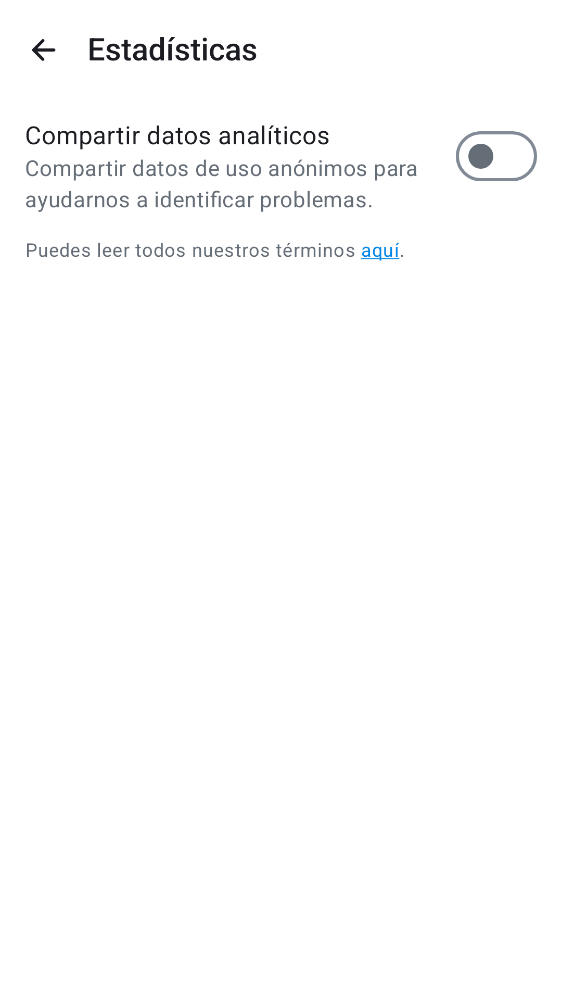 Estadísticas
Compartir datos analíticos
Compartir datos de uso anónimos para
ayudarnos a identificar problemas.
Puedes leer todos nuestros términos aquí.